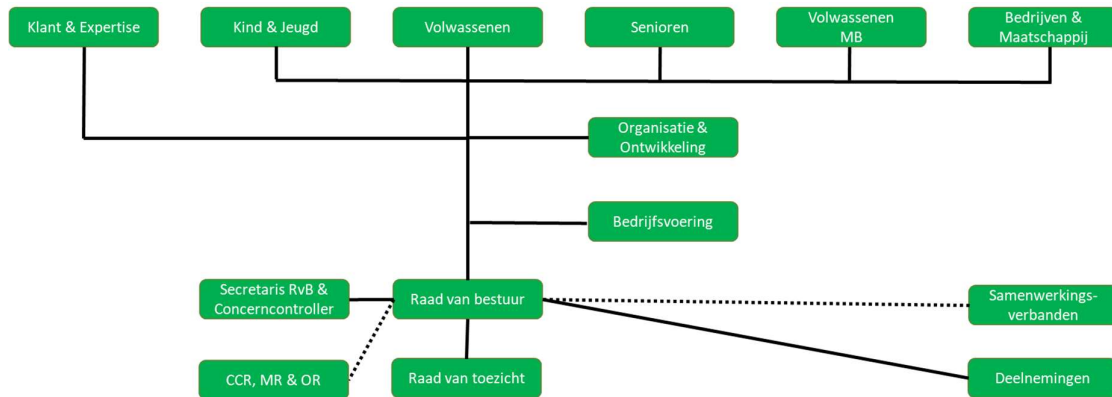 Klant & Expertise
Kind & Jeugd
Volwassenen
Senioren
Volwassenen
MB
Bedrijven &
Maatschappij
Organisatie &
Ontwikkeling
Bedrijfsvoering
Secretaris RvB &
Concerncontroller
Raad van bestuur
Samenwerkings-
verbanden
CCR, MR & OR
Raad van toezicht
Deelnemingen